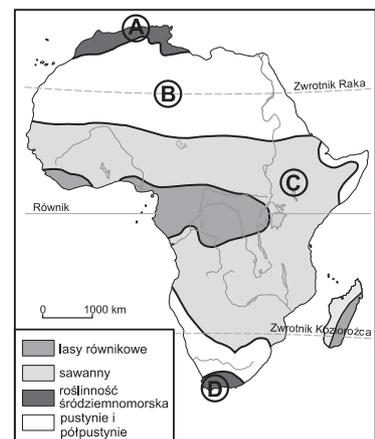 A
Zwrotnik Raka
B
C
Równik
0 1000 km
Zwrotnik Koziorożca
lasy równikowe
sawanny
roślinność
śródziemnomorska
pustynie i
półpustynie
D